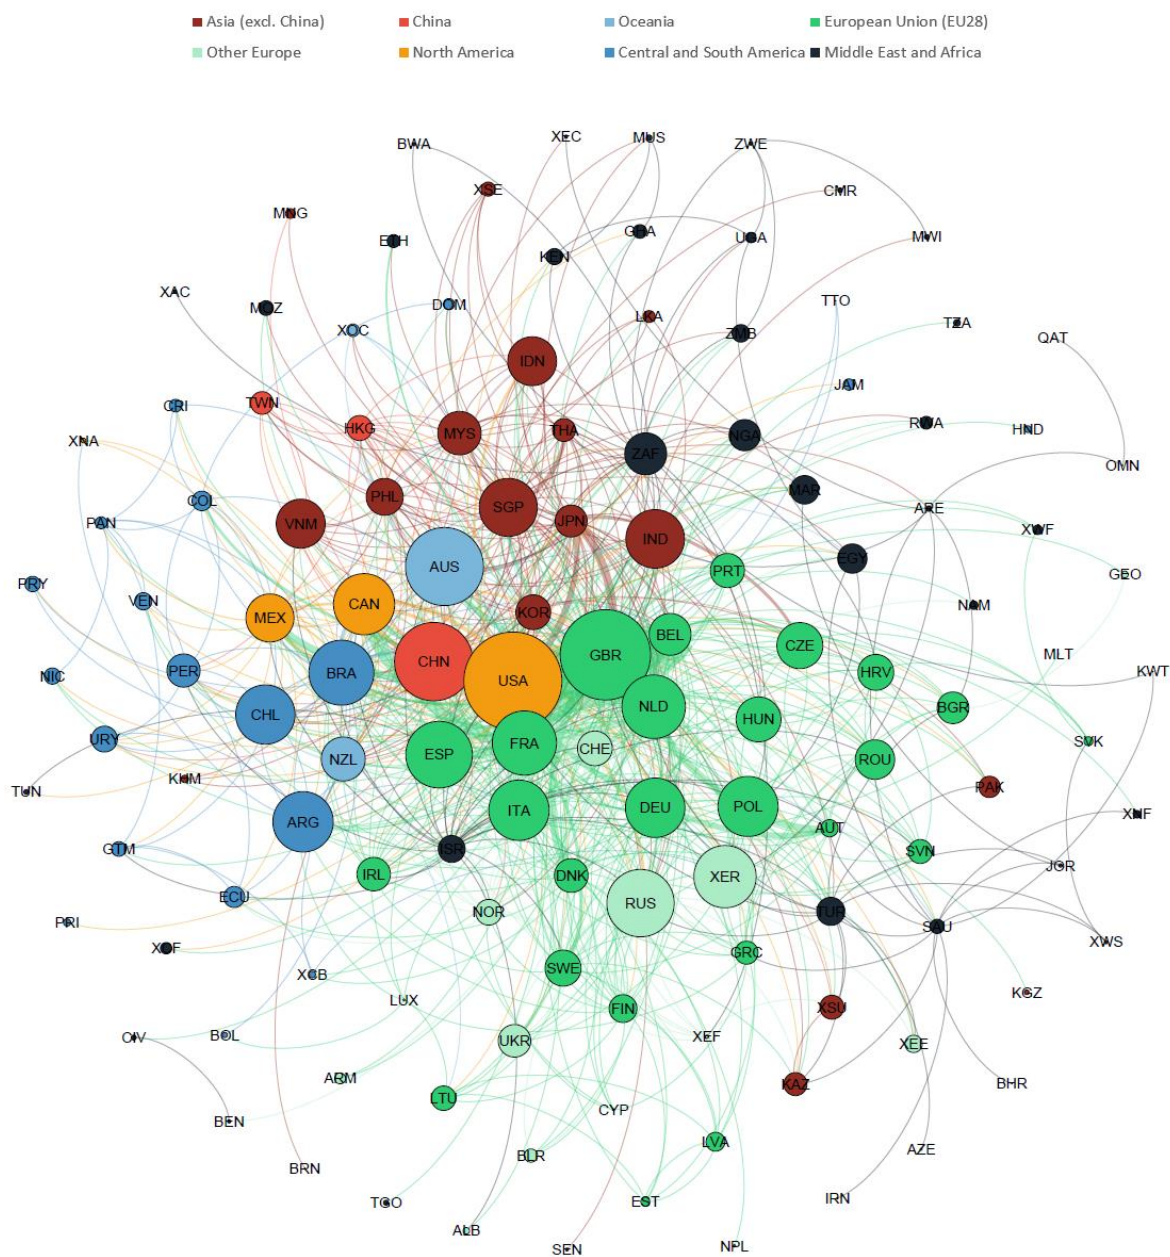 Asia (excl. China) China Oceania European Union (EU28)
Other Europe North America Central and South America Middle East and Africa
BWA XEC MUS ZWE
XSE CMR
MNG
ETH KEN GHA UGA MWI
XAC MOZ DOM TTO
XOC LKA ZMB TZA QAT
IDN
CRI TWN JAM
XNA HKG MYS THA ZAF NGA RWA HND
OMN
PAN COL VNM PHL SGP JPN IND MAR ARE XWF
AUS EGY
PRY VEN PRT GEO
MEX CAN KOR NAM
NIC PER BRA CHN USA GBR BEL CZE HRV MLT KWT
URY CHL NLD HUN BGR
NZL ESP FRA CHE ROU SVK
TUN KHM PAK
ARG ITA DEU POL AUT XNF
GTM ISR SVN JOR
ECU IRL DNK XER
PRI NOR RUS TUR SAU XWS
XCF SWE GRC
XCB LUX FIN XSU KGZ
CIV BOL UKR XEF XEE
ARM LTU CYP KAZ BHR
BEN LVA AZE
BRN BLR
TGO EST IRN
ALB SEN NPL